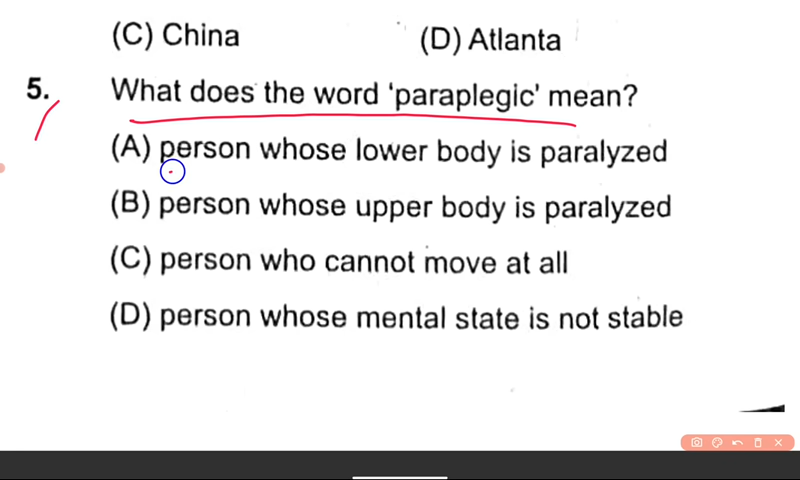 (C) China (D) Atlanta
5. What does the word 'paraplegic' mean?
(A) person whose lower body is paralyzed
(B) person whose upper body is paralyzed
(C) person who cannot move at all
(D) person whose mental state is not stable